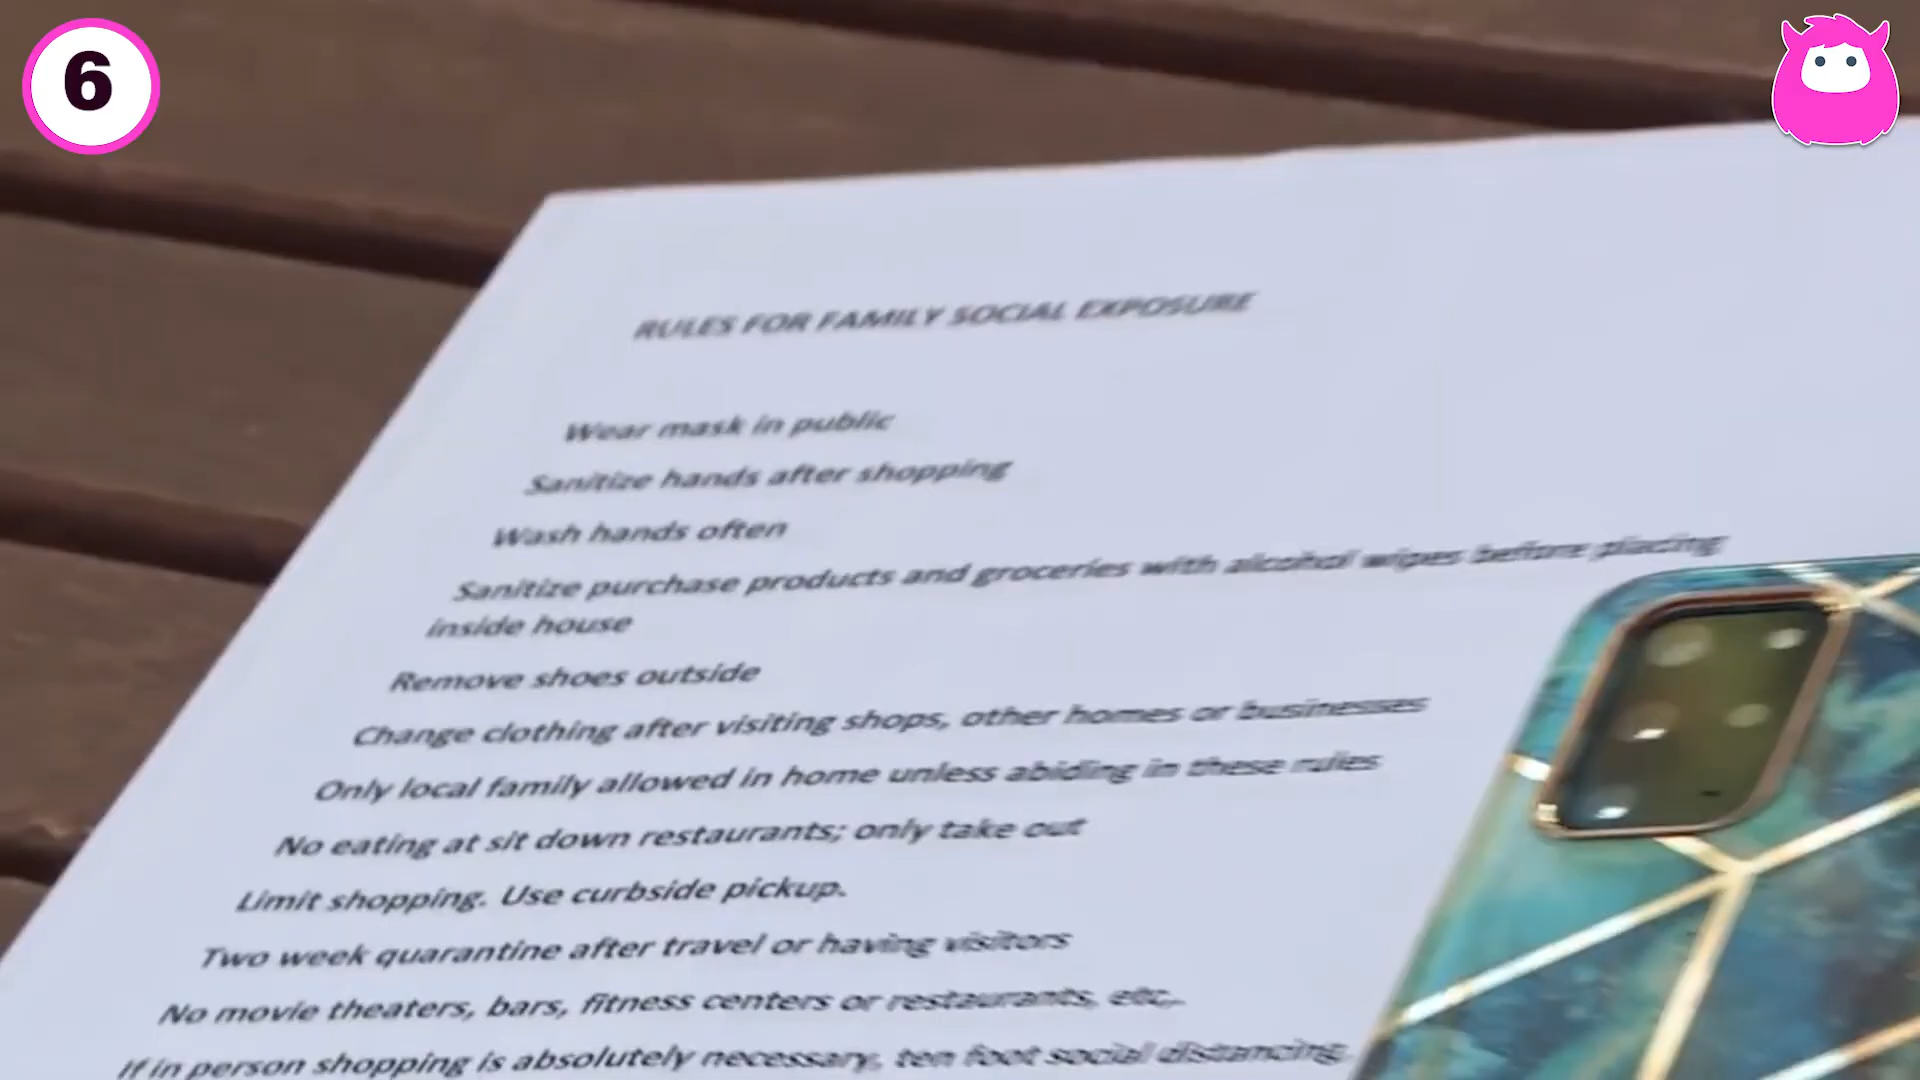 6
RULES FOR FAMILY SOCIAL EXPOSURE
Wear mask in public
Sanitize hands after shopping
Wash hands often
Sanitize purchase products and groceries with alcohol wipes before placing
inside house
Remove shoes outside
Change clothing after visiting shops, other homes or businesses
Only local family allowed in home unless abiding in these rules
No eating at sit down restaurants; only take out
Limit shopping. Use curbside pickup.
Two week quarantine after travel or having visitors
No movie theaters, bars, fitness centers or restaurants, etc.
If in person shopping is absolutely necessary, ten foot social distancing,